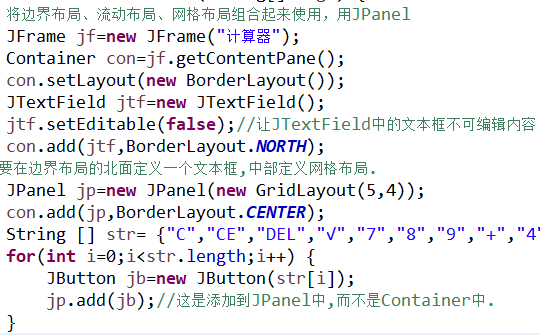 将边界布局、流动布局、网格布局组合起来使用，用JPanel
JFrame jf=new JFrame("计算器");
Container con=jf.getContentPane();
con.setLayout(new BorderLayout());
JTextField jtf=new JTextField();
jtf.setEditable(false);//让JTextField中的文本框不可编辑内容
con.add(jtf,BorderLayout.NORTH);
要在边界布局的北面定义一个文本框,中部定义网格布局.
JPanel jp=new JPanel(new GridLayout(5,4));
con.add(jp,BorderLayout.CENTER);
String [] str= {"C","CE","DEL","√","7","8","9","+","4"
for(int i=0;i<str.length;i++) {
JButton jb=new JButton(str[i]);
jp.add(jb);//这是添加到JPanel中,而不是Container中.
}